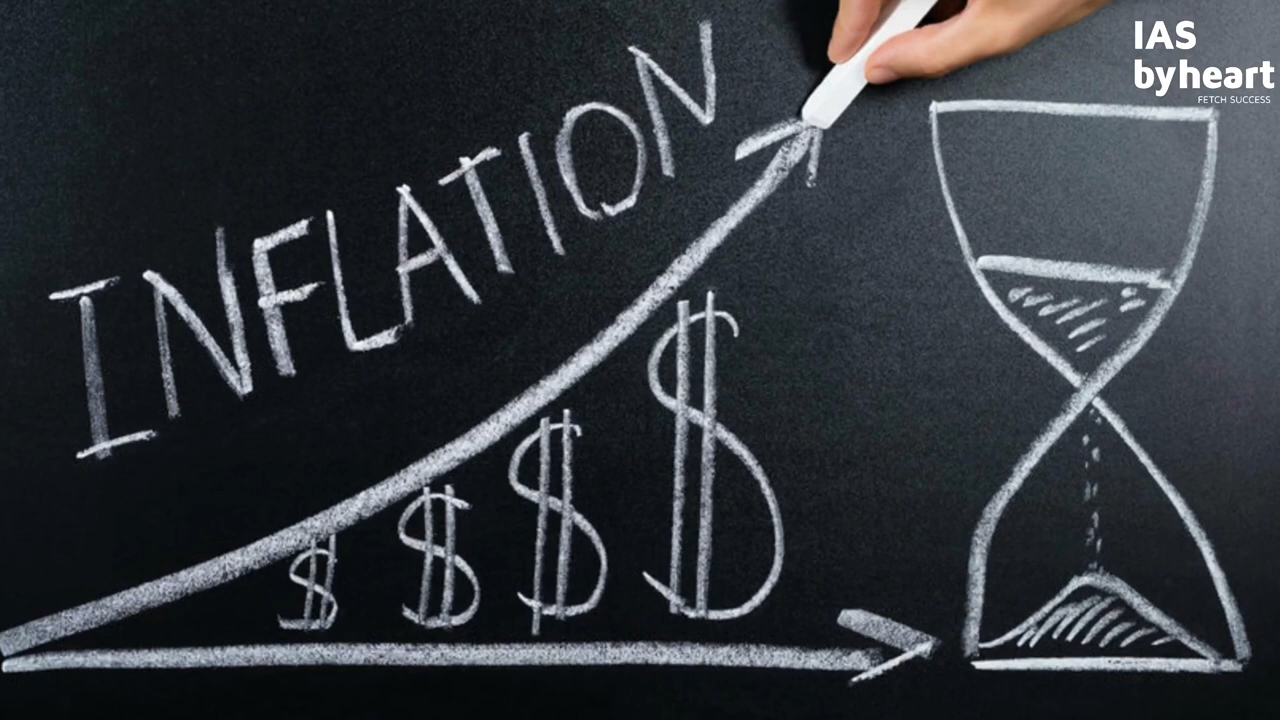 INFLATION
$ $ $ $
IAS
byheart
FETCH SUCCESS